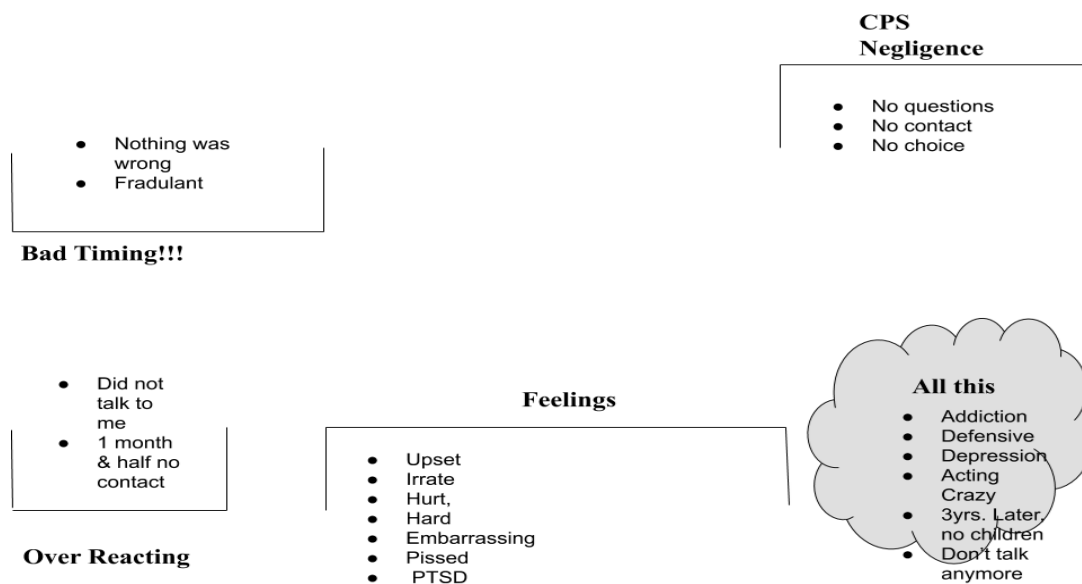 CPS
Negligence
● No questions
● No contact
● No choice
● Nothing was
wrong
● Fradulant
Bad Timing!!!
● Did not
talk to
me
● 1 month
& half no
contact
Over Reacting
Feelings
● Upset
● Irrate
● Hurt,
● Hard
● Embarrassing
● Pissed
● PTSD
All this
● Addiction
● Defensive
● Depression
● Acting
Crazy
● 3yrs. Later,
no children
● Don't talk
anymore